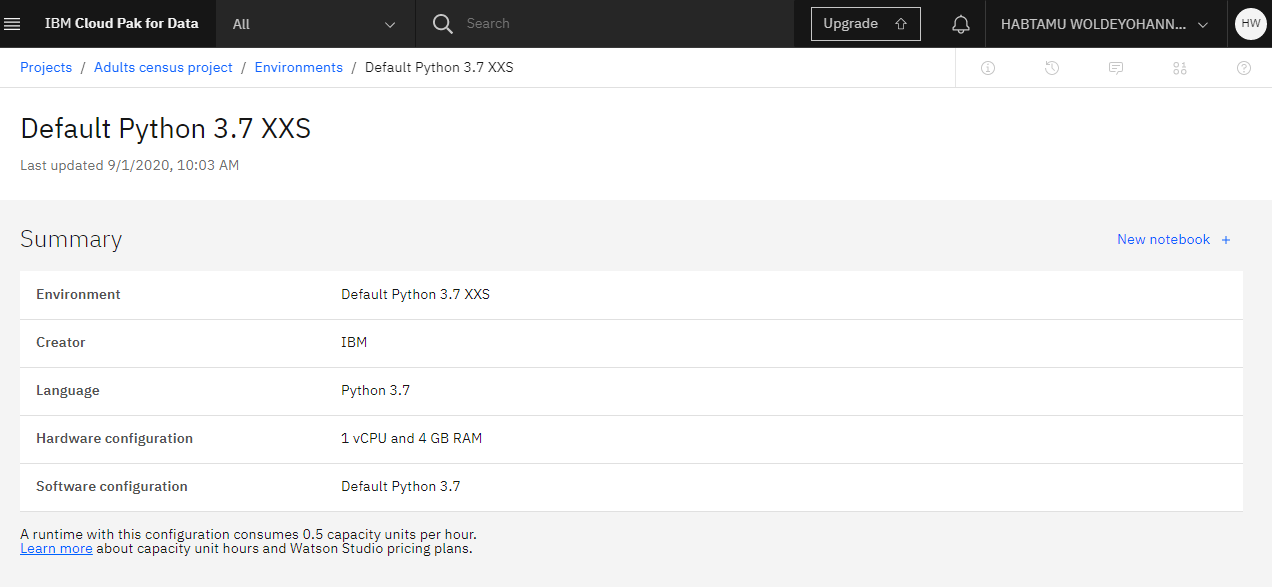 IBM Cloud Pak for Data All Search Upgrade HABTAMU WOLDEYOHANN... HW
Projects / Adults census project / Environments / Default Python 3.7 XXS
Default Python 3.7 XXS
Last updated 9/1/2020, 10:03 AM
Summary New notebook +
Environment Default Python 3.7 XXS
Creator IBM
Language Python 3.7
Hardware configuration 1 vCPU and 4 GB RAM
Software configuration Default Python 3.7
A runtime with this configuration consumes 0.5 capacity units per hour.
Learn more about capacity unit hours and Watson Studio pricing plans.